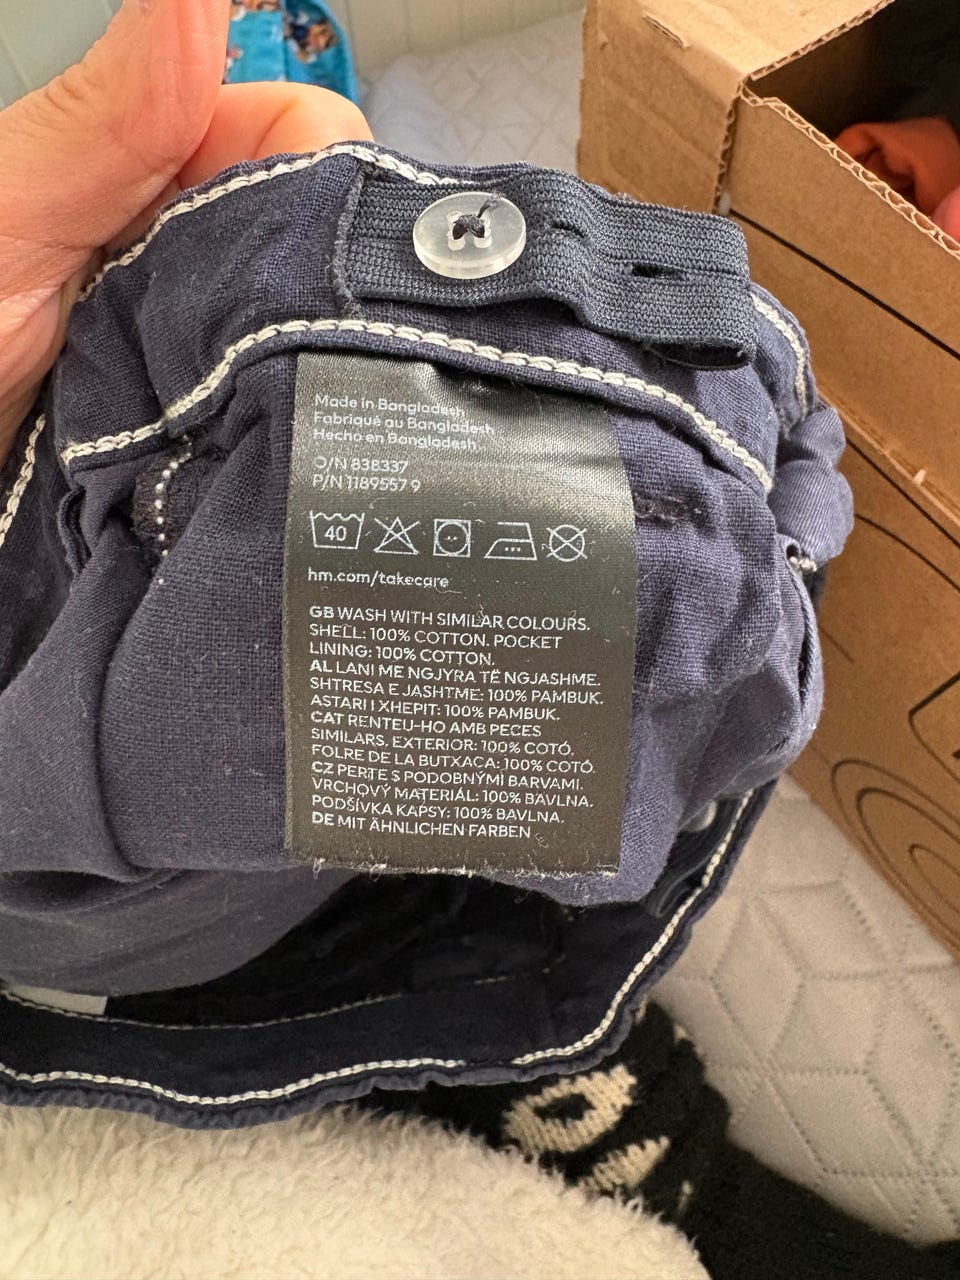 Made in Bangladesh
Fabriqué au Bangladesh
Hecho en Bangladesh
O/N 838337
P/N 1189557 9
40
hm.com/takecare
GB WASH WITH SIMILAR COLOURS.
SHELL: 100% COTTON. POCKET
LINING: 100% COTTON.
AL LANI ME NGJYRA TË NGJASHME.
SHTRESA E JASHTME: 100% PAMBUK.
ASTARI I XHEPIT: 100% PAMBUK.
CAT RENTEU-HO AMB PECES
SIMILARS. EXTERIOR: 100% COTÓ.
FOLRE DE LA BUTXACA: 100% COTÓ.
CZ PERTE S PODOBNÝMI BARVAMI.
VRCHOVÝ MATERIÁL: 100% BAVLNA.
PODŠÍVKA KAPSY: 100% BAVLNA.
DE MIT ÄHNLICHEN FARBEN